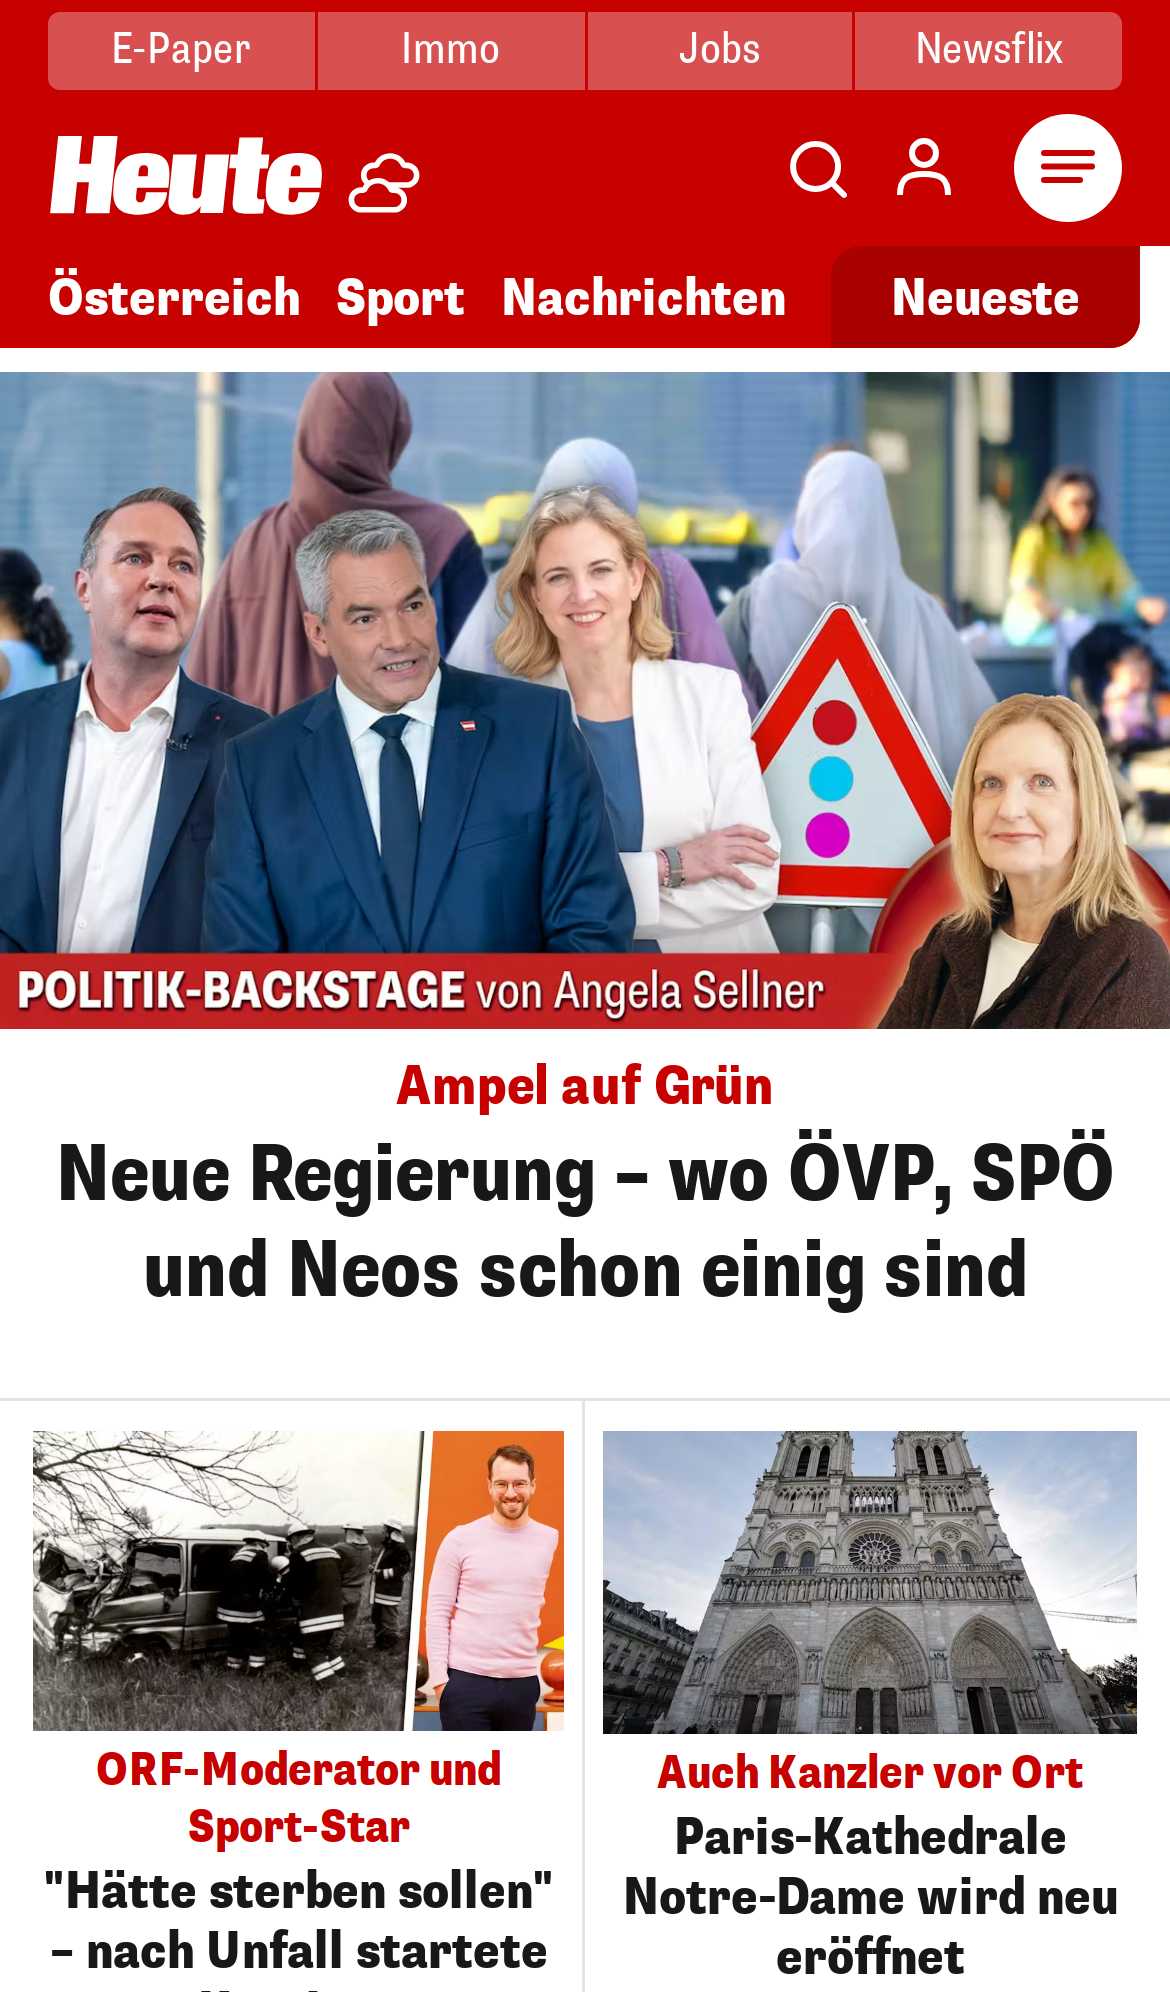 E-Paper
Immo
Jobs
Newsflix
Heute
Österreich
Sport
Nachrichten
Neueste
POLITIK-BACKSTAGE von Angela Sellner
Ampel auf Grün
Neue Regierung – wo ÖVP, SPÖ
und Neos schon einig sind
ORF-Moderator und
Sport-Star
"Hätte sterben sollen"
– nach Unfall startete
Auch Kanzler vor Ort
Paris-Kathedrale
Notre-Dame wird neu
eröffnet